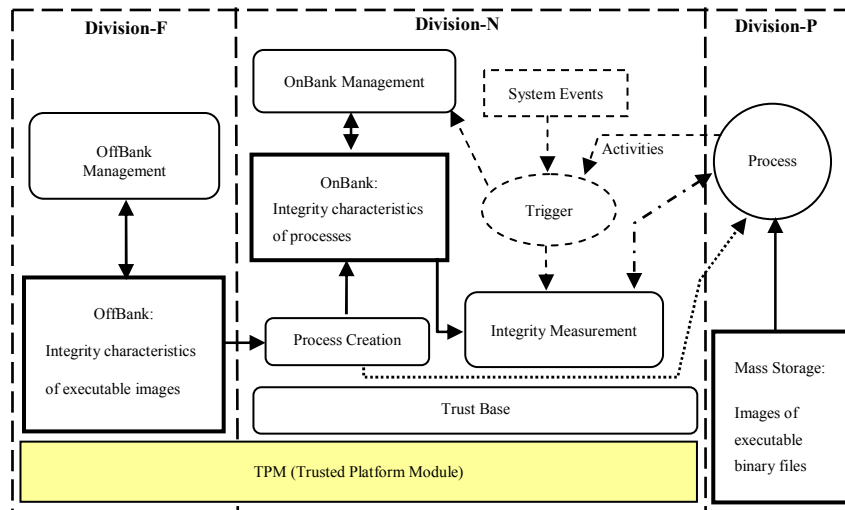 Division-F
Division-N
Division-P
OffBank
Management
OffBank:
Integrity characteristics
of executable images
OnBank Management
System Events
OnBank:
Integrity characteristics
of processes
Trigger
Activities
Process Creation
Integrity Measurement
Trust Base
TPM (Trusted Platform Module)
Process
Mass Storage:
Images of
executable
binary files